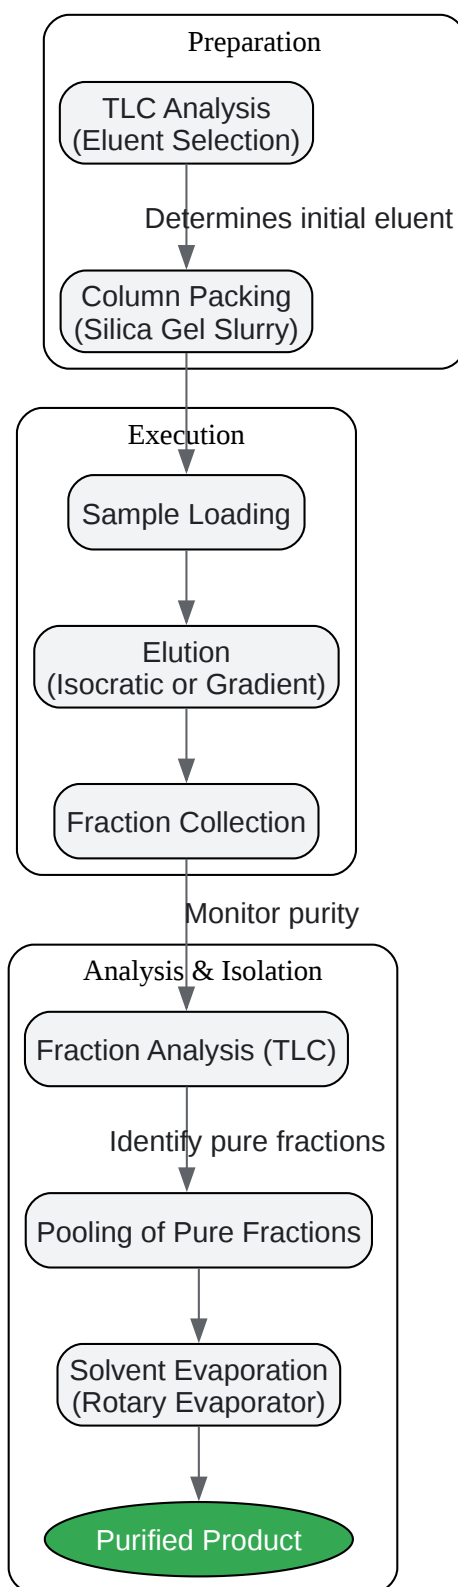 Preparation
TLC Analysis
(Eluent Selection)
Determines initial eluent
Column Packing
(Silica Gel Slurry)
Execution
Sample Loading
Elution
(Isocratic or Gradient)
Fraction Collection
Monitor purity
Analysis & Isolation
Fraction Analysis (TLC)
Identify pure fractions
Pooling of Pure Fractions
Solvent Evaporation
(Rotary Evaporator)
Purified Product